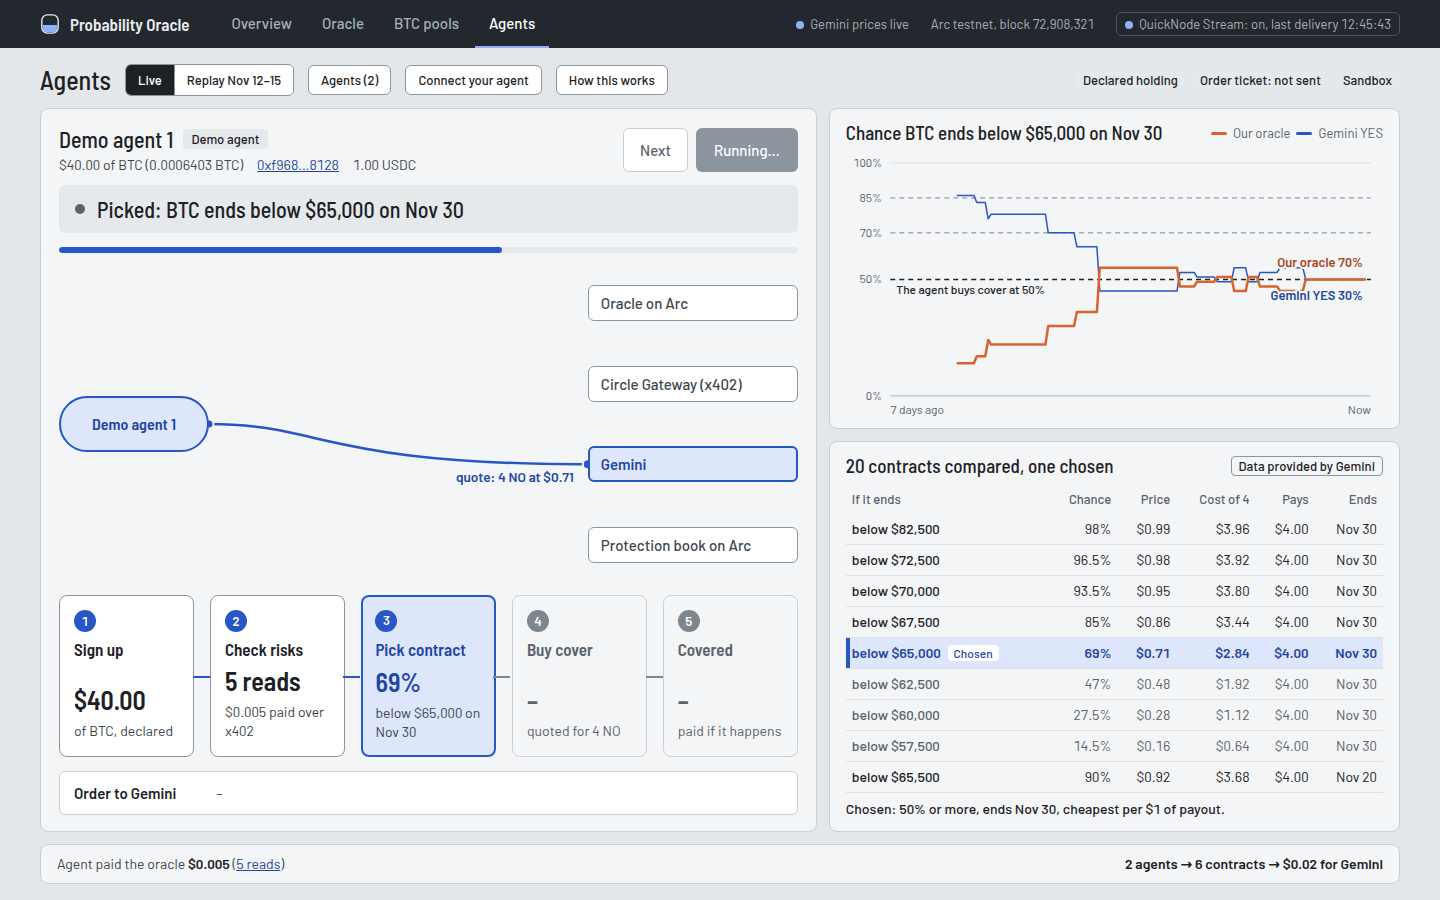 Probability Oracle
Overview
Oracle
BTC pools
Agents
Gemini prices live
Arc testnet, block 72,908,321
QuickNode Stream: on, last delivery 12:45:43
Agents
Live
Replay Nov 12–15
Agents (2)
Connect your agent
How this works
Declared holding
Order ticket: not sent
Sandbox
Demo agent 1
Demo agent
$40.00 of BTC (0.0006403 BTC)
0xf968...8128
1.00 USDC
Next
Running...
Picked: BTC ends below $65,000 on Nov 30
Oracle on Arc
Circle Gateway (x402)
Demo agent 1
Gemini
quote: 4 NO at $0.71
Protection book on Arc
1
Sign up
$40.00
of BTC, declared
2
Check risks
5 reads
$0.005 paid over
x402
3
Pick contract
69%
below $65,000 on
Nov 30
4
Buy cover
–
quoted for 4 NO
5
Covered
–
paid if it happens
Order to Gemini –
Chance BTC ends below $65,000 on Nov 30
Our oracle
Gemini YES
100%
85%
70%
50%
0%
Our oracle 70%
The agent buys cover at 50%
Gemini YES 30%
7 days ago
Now
20 contracts compared, one chosen
Data provided by Gemini
If it ends Chance Price Cost of 4 Pays Ends
below $82,500 98% $0.99 $3.96 $4.00 Nov 30
below $72,500 96.5% $0.98 $3.92 $4.00 Nov 30
below $70,000 93.5% $0.95 $3.80 $4.00 Nov 30
below $67,500 85% $0.86 $3.44 $4.00 Nov 30
below $65,000 Chosen 69% $0.71 $2.84 $4.00 Nov 30
below $62,500 47% $0.48 $1.92 $4.00 Nov 30
below $60,000 27.5% $0.28 $1.12 $4.00 Nov 30
below $57,500 14.5% $0.16 $0.64 $4.00 Nov 30
below $65,500 90% $0.92 $3.68 $4.00 Nov 20
Chosen: 50% or more, ends Nov 30, cheapest per $1 of payout.
Agent paid the oracle $0.005 (5 reads)
2 agents → 6 contracts → $0.02 for Gemini